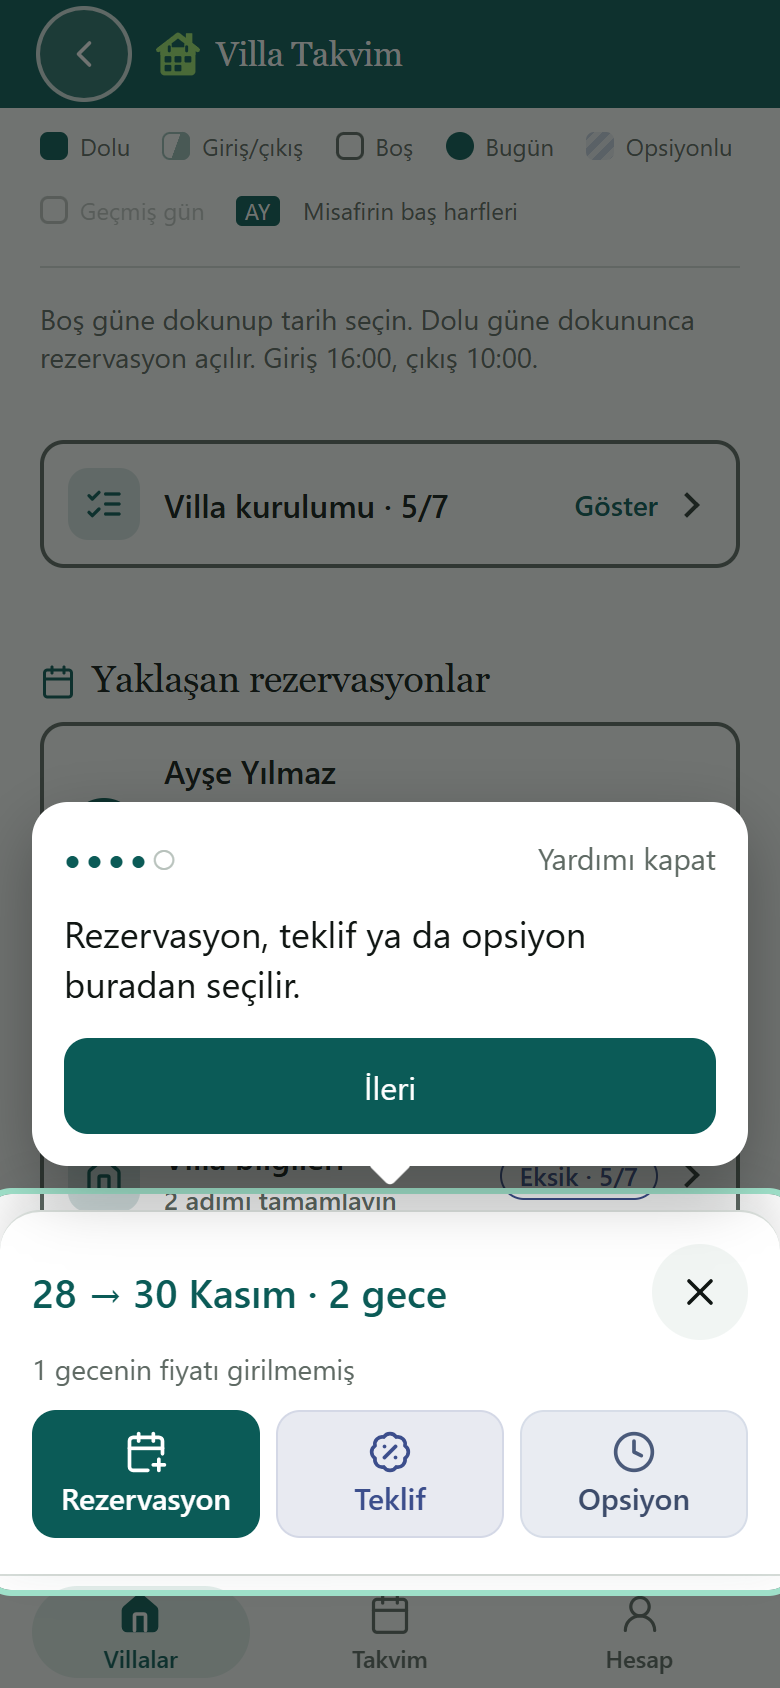 Villa Takvim
Dolu
Giriş/çıkış
Boş
Bugün
Opsiyonlu
Geçmiş gün
AY
Misafirin baş harfleri
Boş güne dokunup tarih seçin. Dolu güne dokununca
rezervasyon açılır. Giriş 16:00, çıkış 10:00.
Villa kurulumu · 5/7
Göster
Yaklaşan rezervasyonlar
Ayşe Yılmaz
Yardımı kapat
Rezervasyon, teklif ya da opsiyon
buradan seçilir.
İleri
Villa bilgileri
Eksik · 5/7
2 adımı tamamlayın
28 → 30 Kasım · 2 gece
1 gecenin fiyatı girilmemiş
Rezervasyon
Teklif
Opsiyon
Villalar
Takvim
Hesap